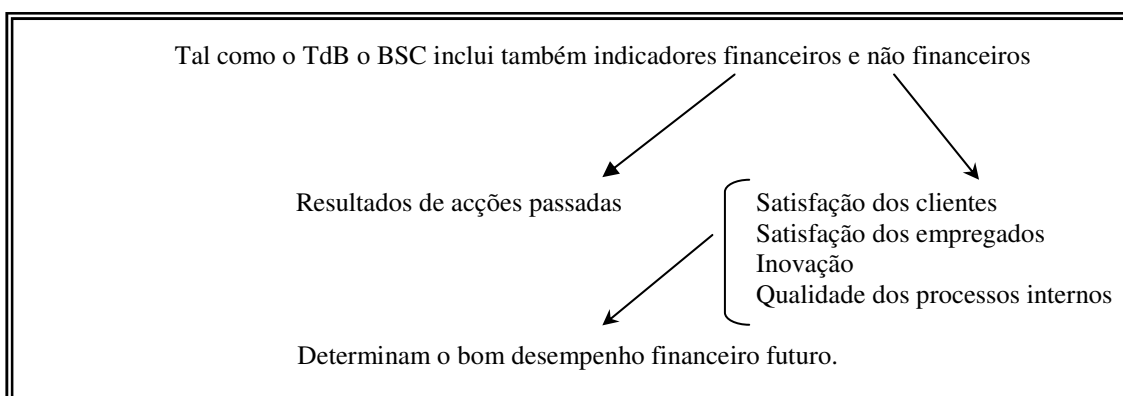 Tal como o TdB o BSC inclui também indicadores financeiros e não financeiros
Resultados de acções passadas
Satisfação dos clientes
Satisfação dos empregados
Inovação
Qualidade dos processos internos
Determinam o bom desempenho financeiro futuro.